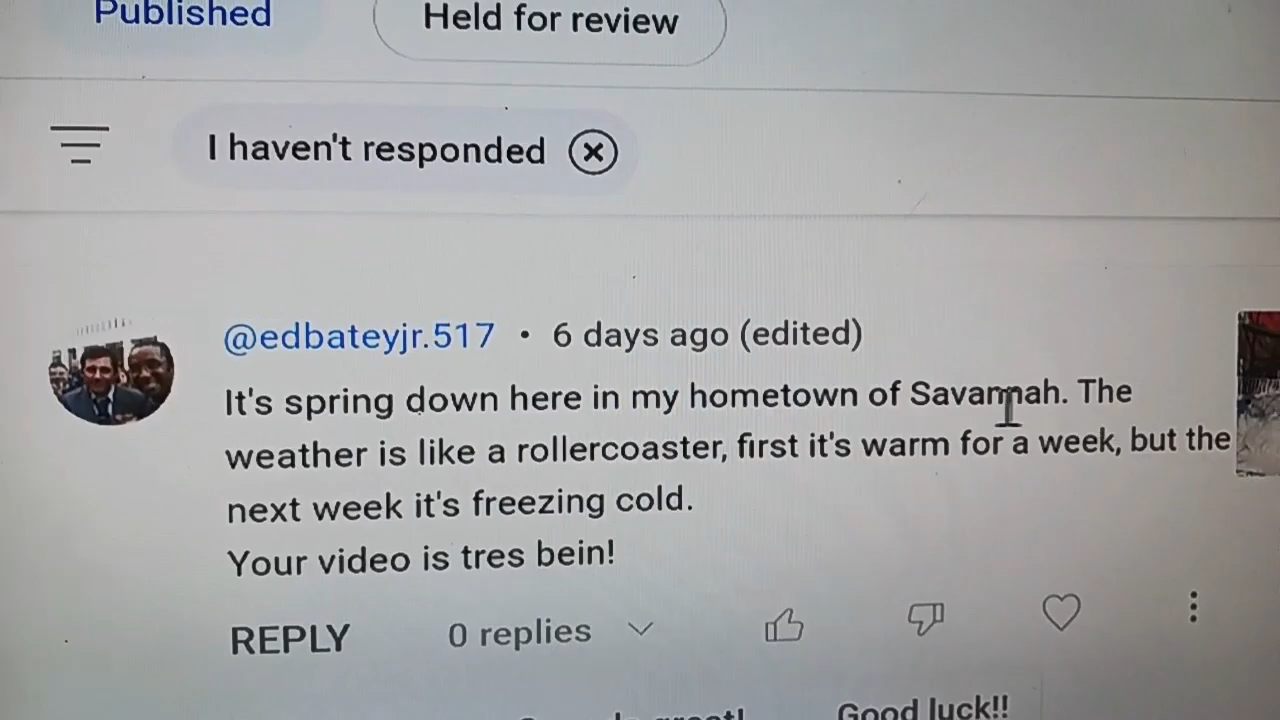 Published
Held for review
I haven't responded
@edbateyjr.517 • 6 days ago (edited)
It's spring down here in my hometown of Savannah. The
weather is like a rollercoaster, first it's warm for a week, but the
next week it's freezing cold.
Your video is tres bein!
REPLY
0 replies
Good luck!!